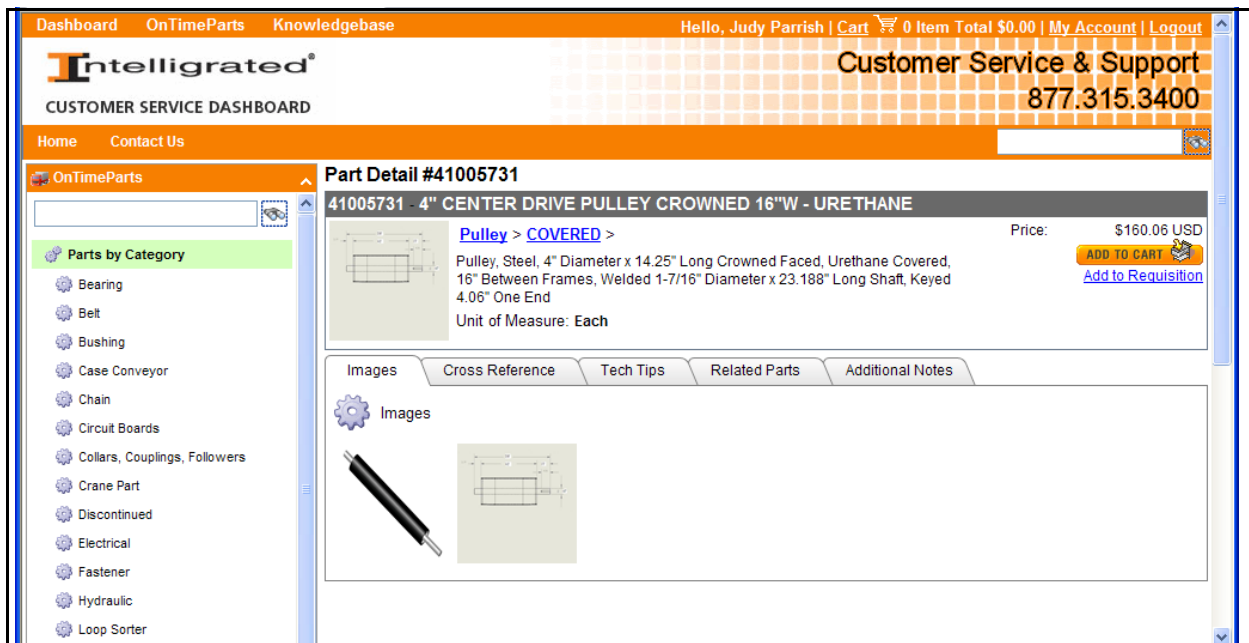 Dashboard OnTimeParts Knowledgebase
Hello, Judy Parrish | Cart 0 Item Total $0.00 | My Account | Logout
Intelligrated®
CUSTOMER SERVICE DASHBOARD
Customer Service & Support
877.315.3400
Home Contact Us
OnTimeParts
Parts by Category
Bearing
Belt
Bushing
Case Conveyor
Chain
Circuit Boards
Collars, Couplings, Followers
Crane Part
Discontinued
Electrical
Fastener
Hydraulic
Loop Sorter
Part Detail #41005731
41005731 - 4" CENTER DRIVE PULLEY CROWNED 16"W - URETHANE
Pulley > COVERED >
Pulley, Steel, 4" Diameter x 14.25" Long Crowned Faced, Urethane Covered,
16" Between Frames, Welded 1-7/16" Diameter x 23.188" Long Shaft, Keyed
4.06" One End
Unit of Measure: Each
Price: $160.06 USD
ADD TO CART
Add to Requisition
Images Cross Reference Tech Tips Related Parts Additional Notes
Images